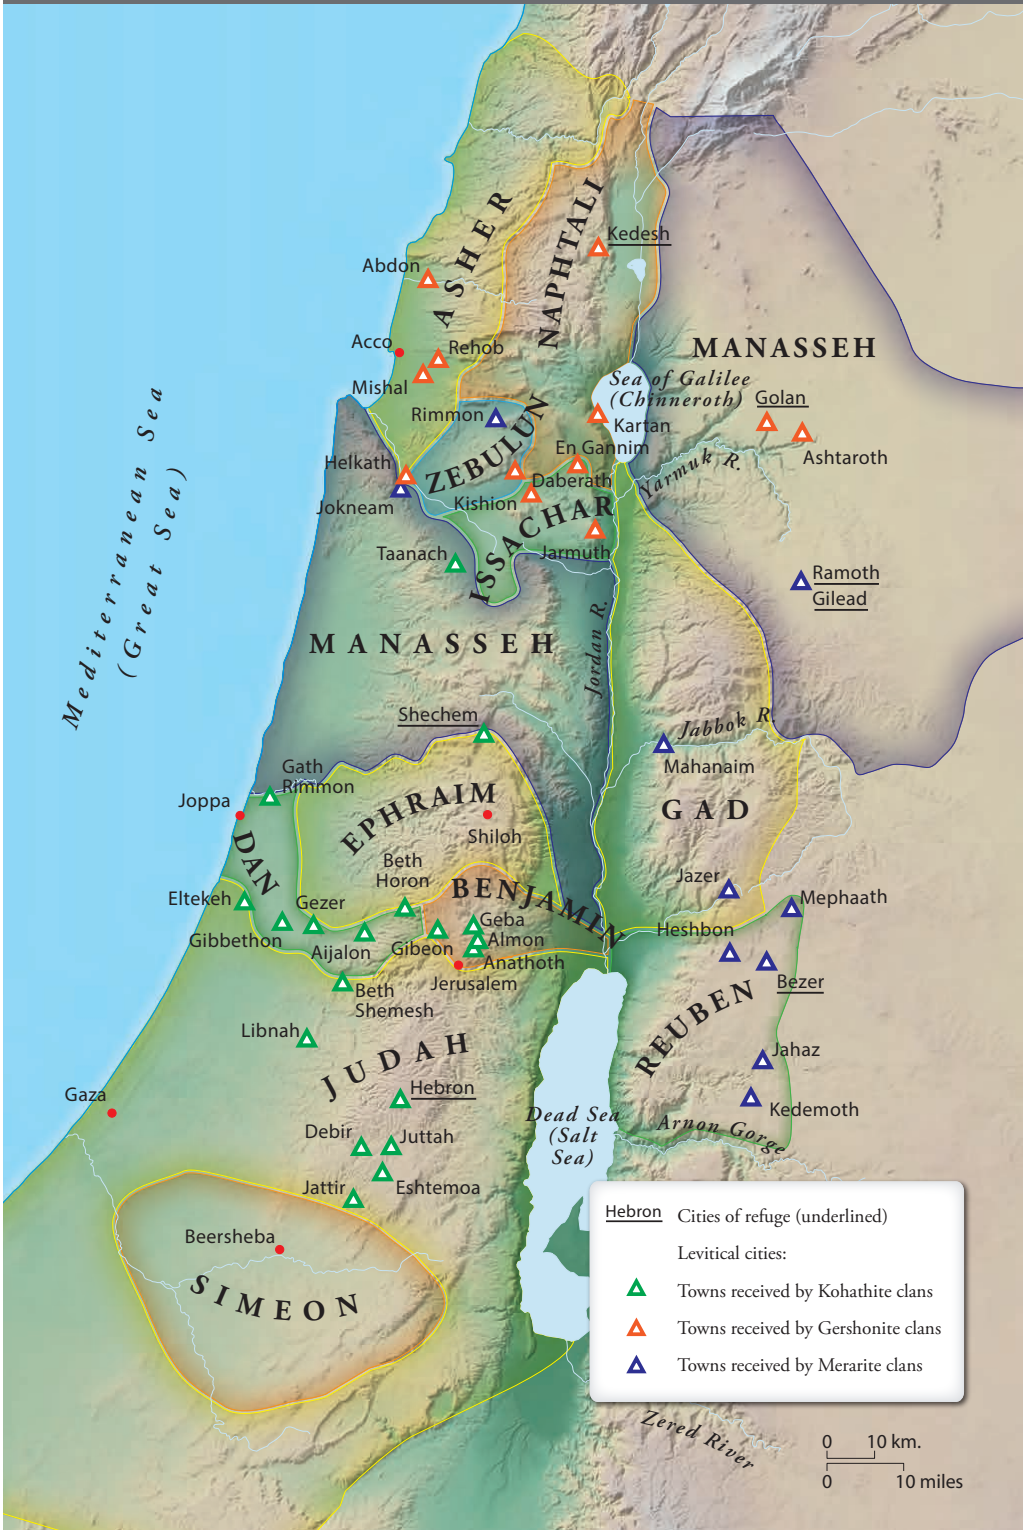 ASHER
NAPHTALI
Kedesh
Abdon
Acco
Rehob
Mishal
MANASSEH
Sea of Galilee
(Chinneroth)
Golan
Rimmon
Kartan
Ashtaroth
ZEBULUN
En Gannim
Helkath
Daberath
Yarmuk R.
Jokneam
Kishion
ISSACHAR
Taanach
Jarmuth
Ramoth
Gilead
Mediterranean Sea
(Great Sea)
MANASSEH
Jordan R.
Shechem
Jabbok R.
Mahanaim
Gath
Rimmon
Joppa
EPHRAIM
GAD
Shiloh
DAN
Beth
Horon
BENJAMIN
Jazer
Mephaath
Eltekeh
Gezer
Geba
Heshbon
Gibbethon
Aijalon
Gibeon
Almon
Anathoth
Jerusalem
Bezer
Beth
Shemesh
REUBEN
Libnah
JUDAH
Jahaz
Hebron
Gaza
Kedemoth
Dead Sea
(Salt
Sea)
Arnon Gorge
Debir
Juttah
Jattir
Eshtemoa
Beersheba
SIMEON
Hebron Cities of refuge (underlined)
Levitical cities:
Towns received by Kohathite clans
Towns received by Gershonite clans
Towns received by Merarite clans
Zered River
0 10 km.
0 10 miles